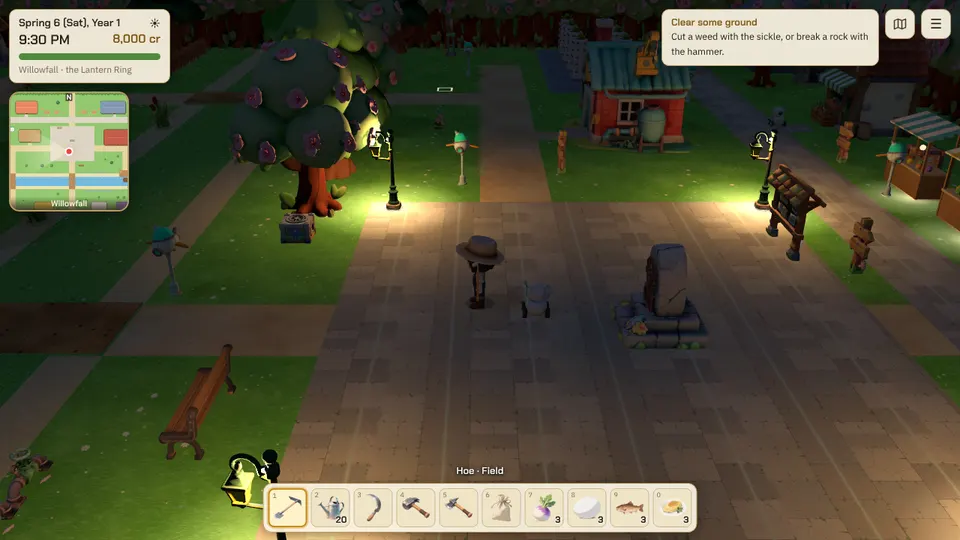 Spring 6 (Sat), Year 1
9:30 PM
8,000 cr
Willowfall · the Lantern Ring
N
Willowfall
Clear some ground
Cut a weed with the sickle, or break a rock with
the hammer.
Hoe · Field
1
2
20
3
4
5
6
7
3
8
3
9
3
0
3